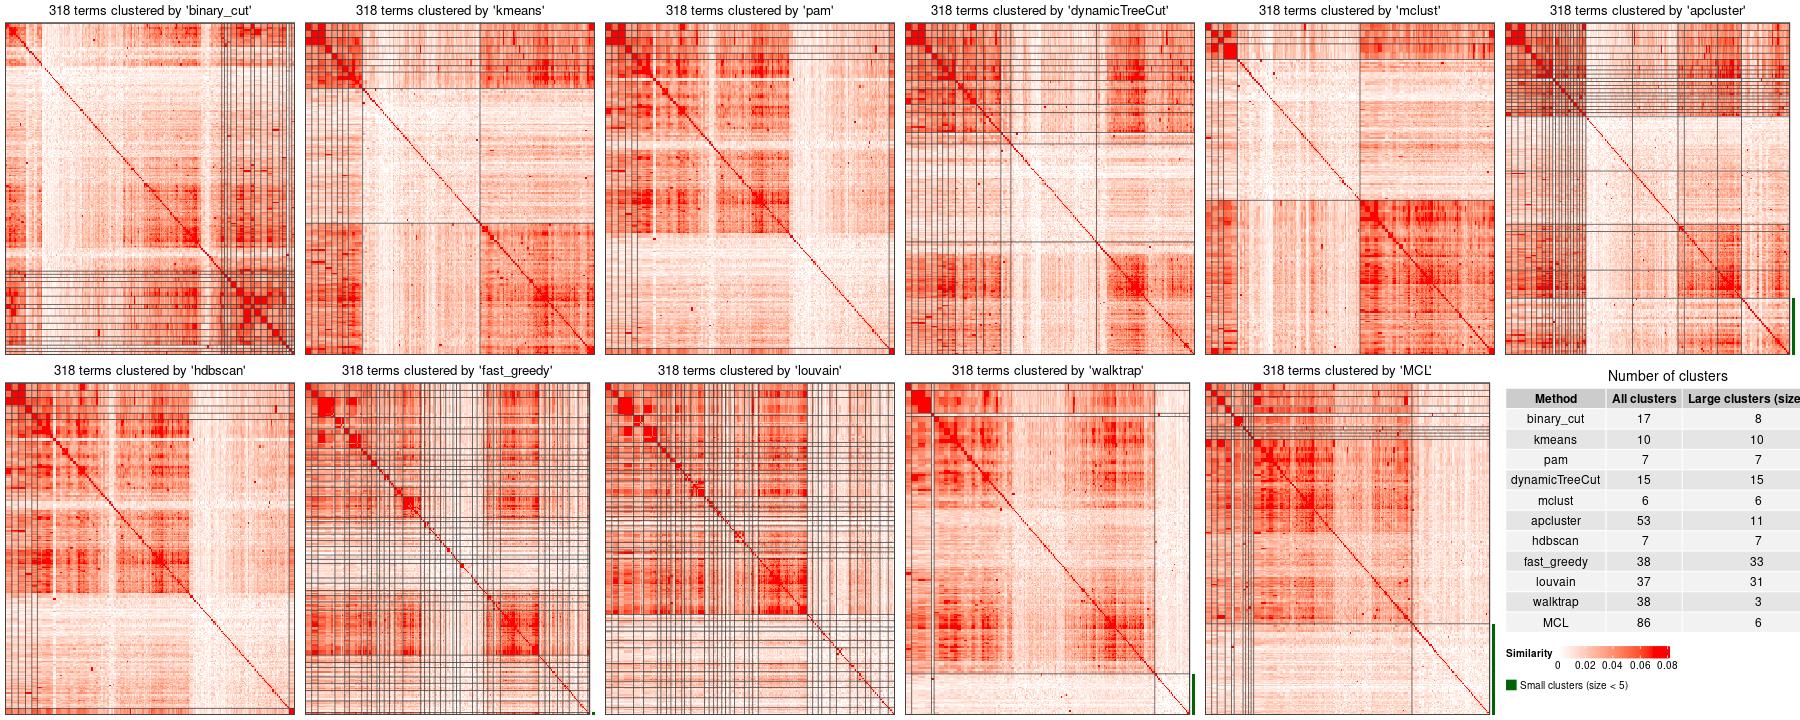 318 terms clustered by 'binary_cut'
318 terms clustered by 'kmeans'
318 terms clustered by 'pam'
318 terms clustered by 'dynamicTreeCut'
318 terms clustered by 'mclust'
318 terms clustered by 'apcluster'
318 terms clustered by 'hdbscan'
318 terms clustered by 'fast_greedy'
318 terms clustered by 'louvain'
318 terms clustered by 'walktrap'
318 terms clustered by 'MCL'
Number of clusters
Method All clusters Large clusters (size
binary_cut 17 8
kmeans 10 10
pam 7 7
dynamicTreeCut 15 15
mclust 6 6
apcluster 53 11
hdbscan 7 7
fast_greedy 38 33
louvain 37 31
walktrap 38 3
MCL 86 6
Similarity
0 0.02 0.04 0.06 0.08
Small clusters (size < 5)